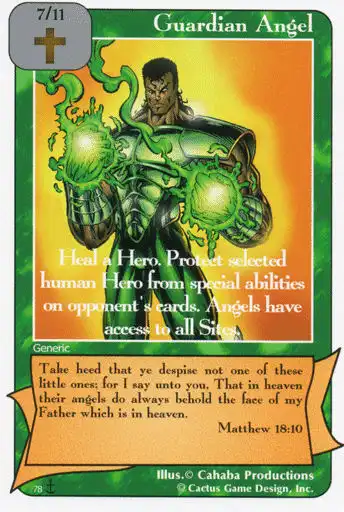 7/11
Guardian Angel
Heal a Hero. Protect selected
human Hero from special abilities
on opponent's cards. Angels have
access to all Sites.
Generic
Take heed that ye despise not one of these
little ones; for I say unto you, That in heaven
their angels do always behold the face of my
Father which is in heaven.
Matthew 18:10
Illus.© Cahaba Productions
© Cactus Game Design, Inc.
78